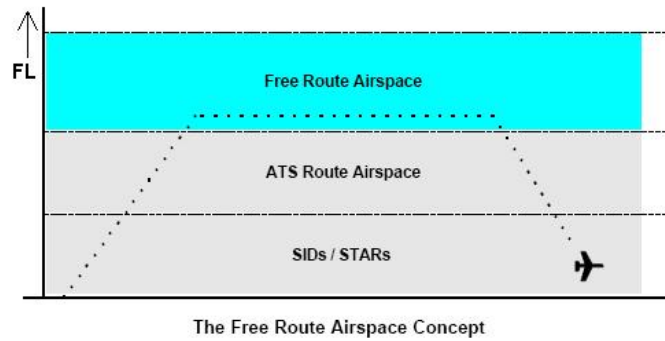 FL
Free Route Airspace
ATS Route Airspace
SIDs / STARs
The Free Route Airspace Concept